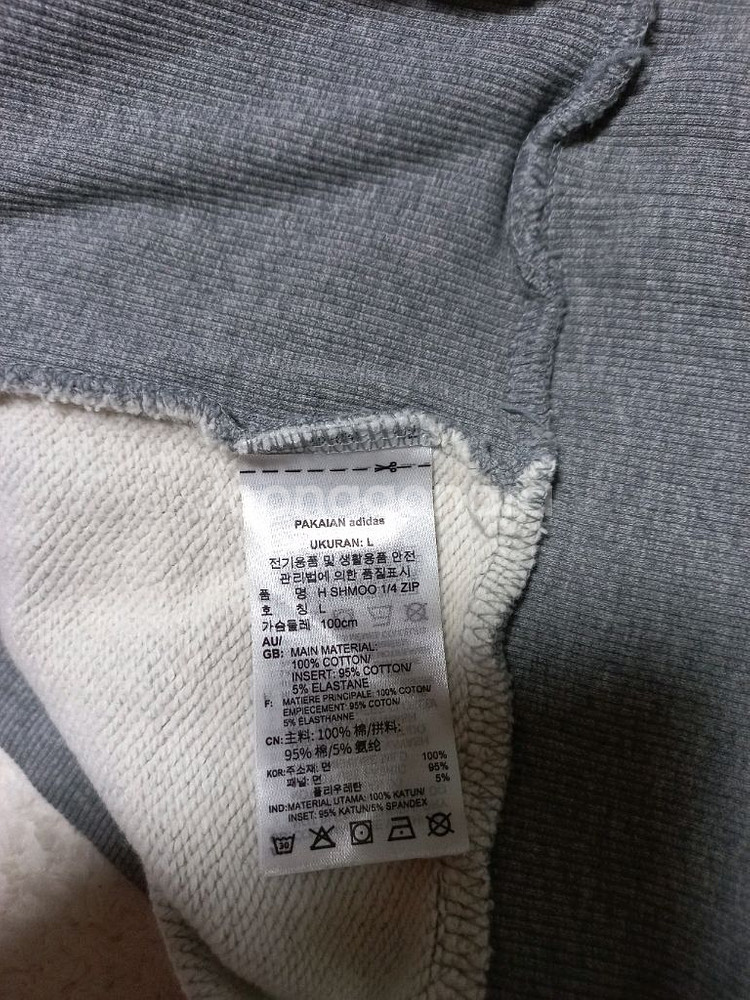 PAKAIAN adidas
UKURAN: L
전기용품 및 생활용품 안전
관리법에 의한 품질표시
품 명 H SHMOO 1/4 ZIP
호 칭 L
가슴둘레 100cm
AU/
GB: MAIN MATERIAL:
100% COTTON/
INSERT: 95% COTTON/
5% ELASTANE
F: MATIERE PRINCIPALE: 100% COTON/
EMPIECEMENT: 95% COTON/
5% ÉLASTHANNE
CN:主料: 100% 棉/拼料:
95% 棉/5% 氨纶
KOR:주소재: 면 100%
패널: 면 95%
폴리우레탄 5%
IND:MATERIAL UTAMA: 100% KATUN/
INSET: 95% KATUN/5% SPANDEX
30